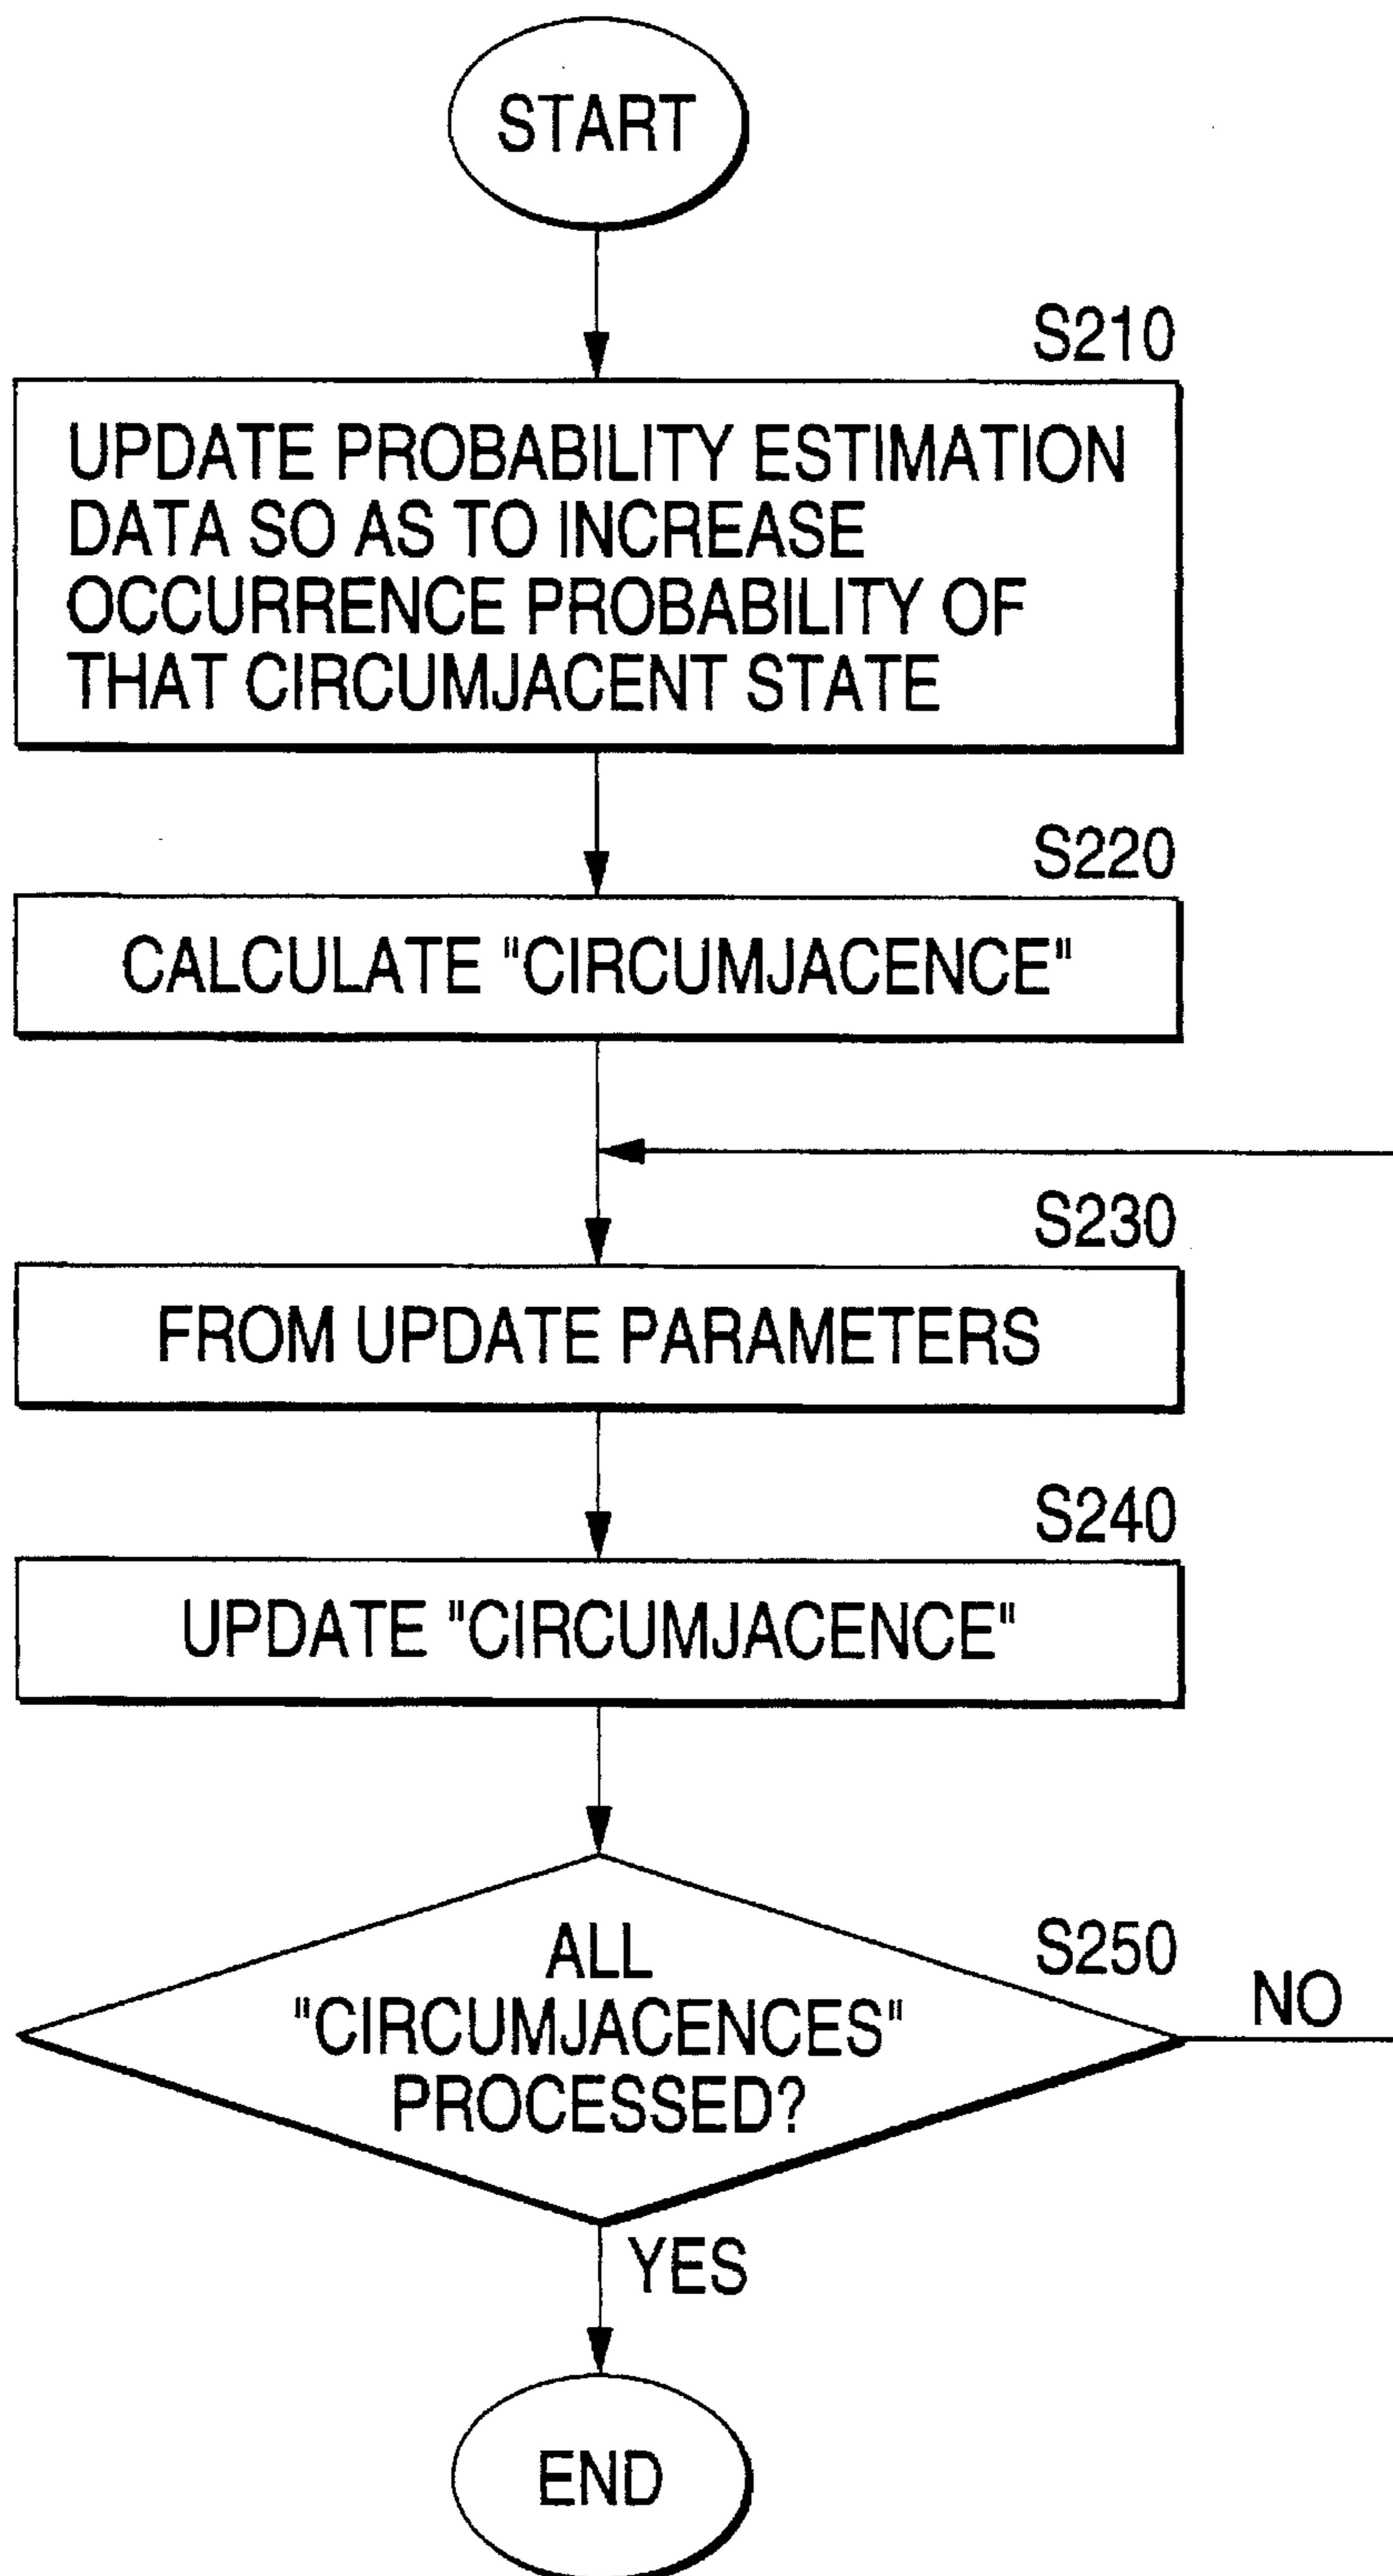 START
S210
UPDATE PROBABILITY ESTIMATION
DATA SO AS TO INCREASE
OCCURRENCE PROBABILITY OF
THAT CIRCUMJACENT STATE
S220
CALCULATE "CIRCUMJACENCE"
S230
FROM UPDATE PARAMETERS
S240
UPDATE "CIRCUMJACENCE"
S250
ALL
"CIRCUMJACENCES"
PROCESSED?
NO
YES
END